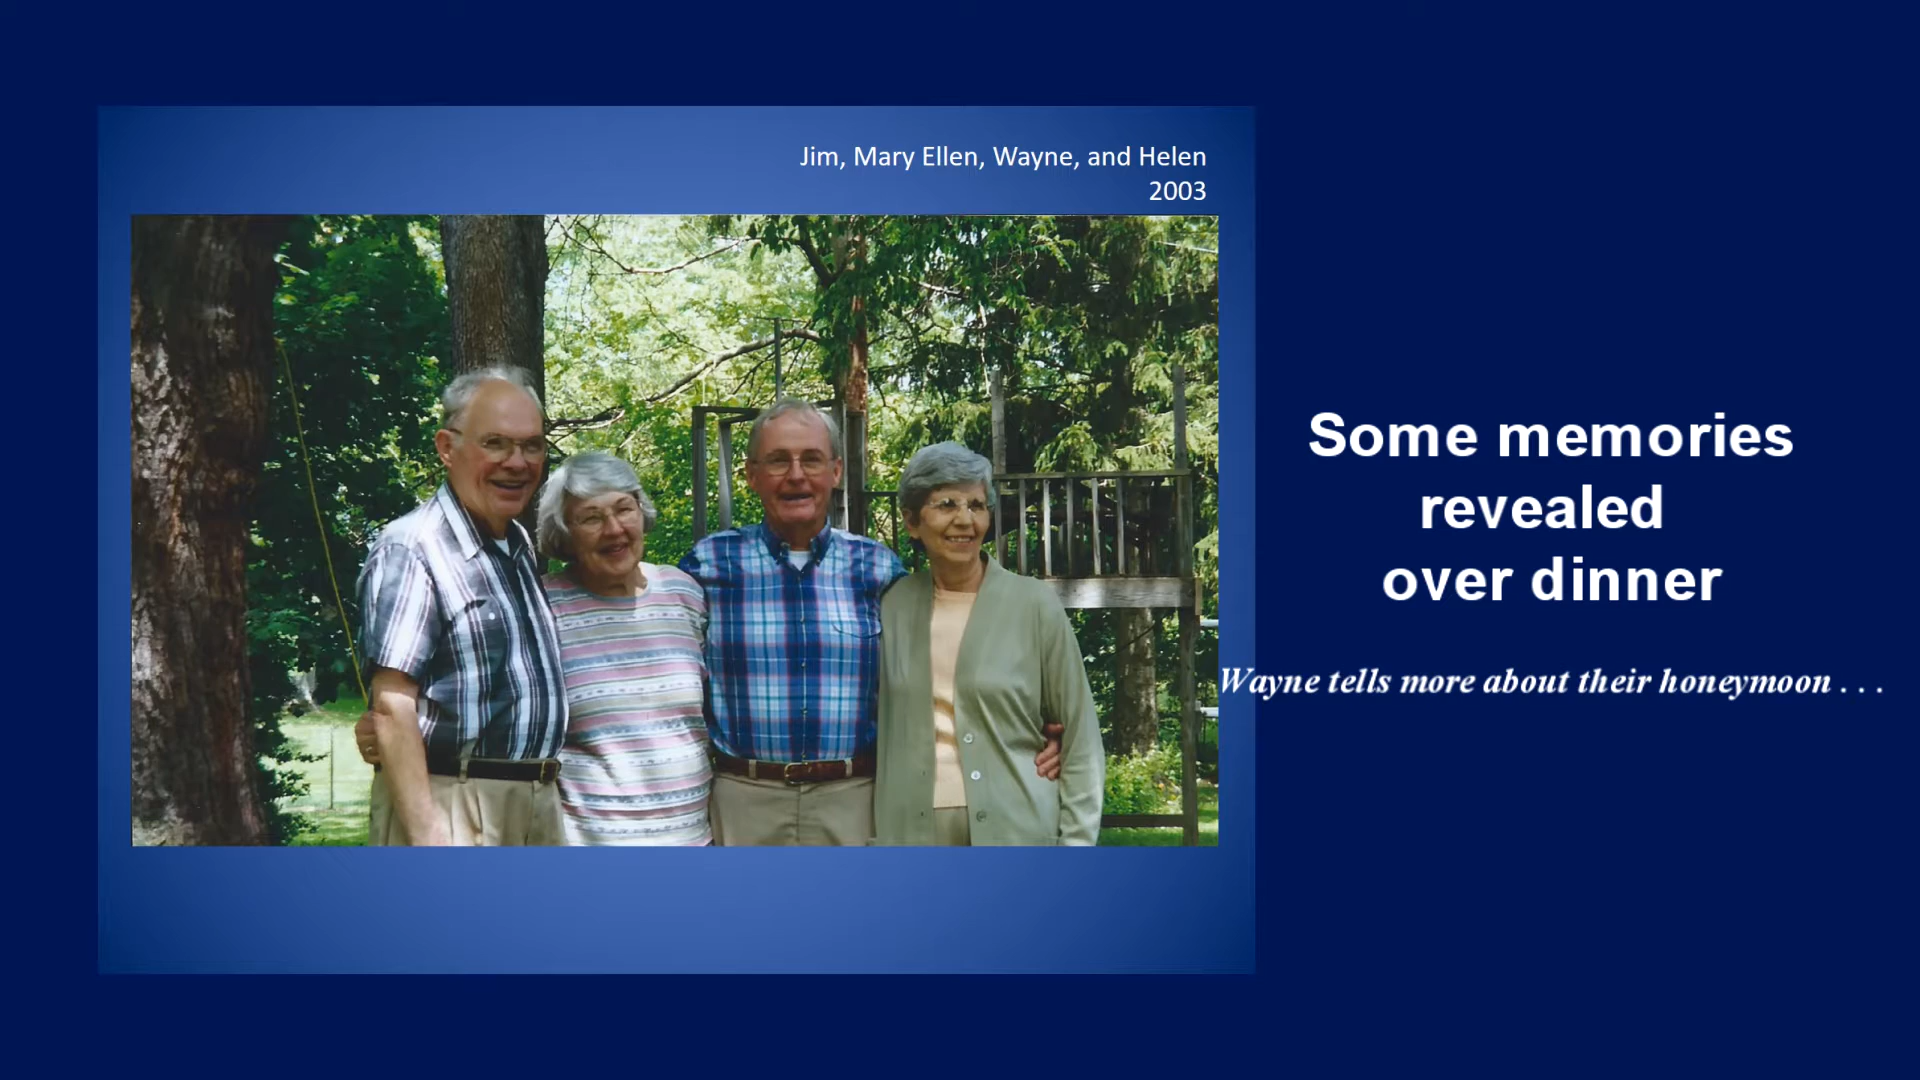 Jim, Mary Ellen, Wayne, and Helen
2003
Some memories
revealed
over dinner
Wayne tells more about their honeymoon . . .